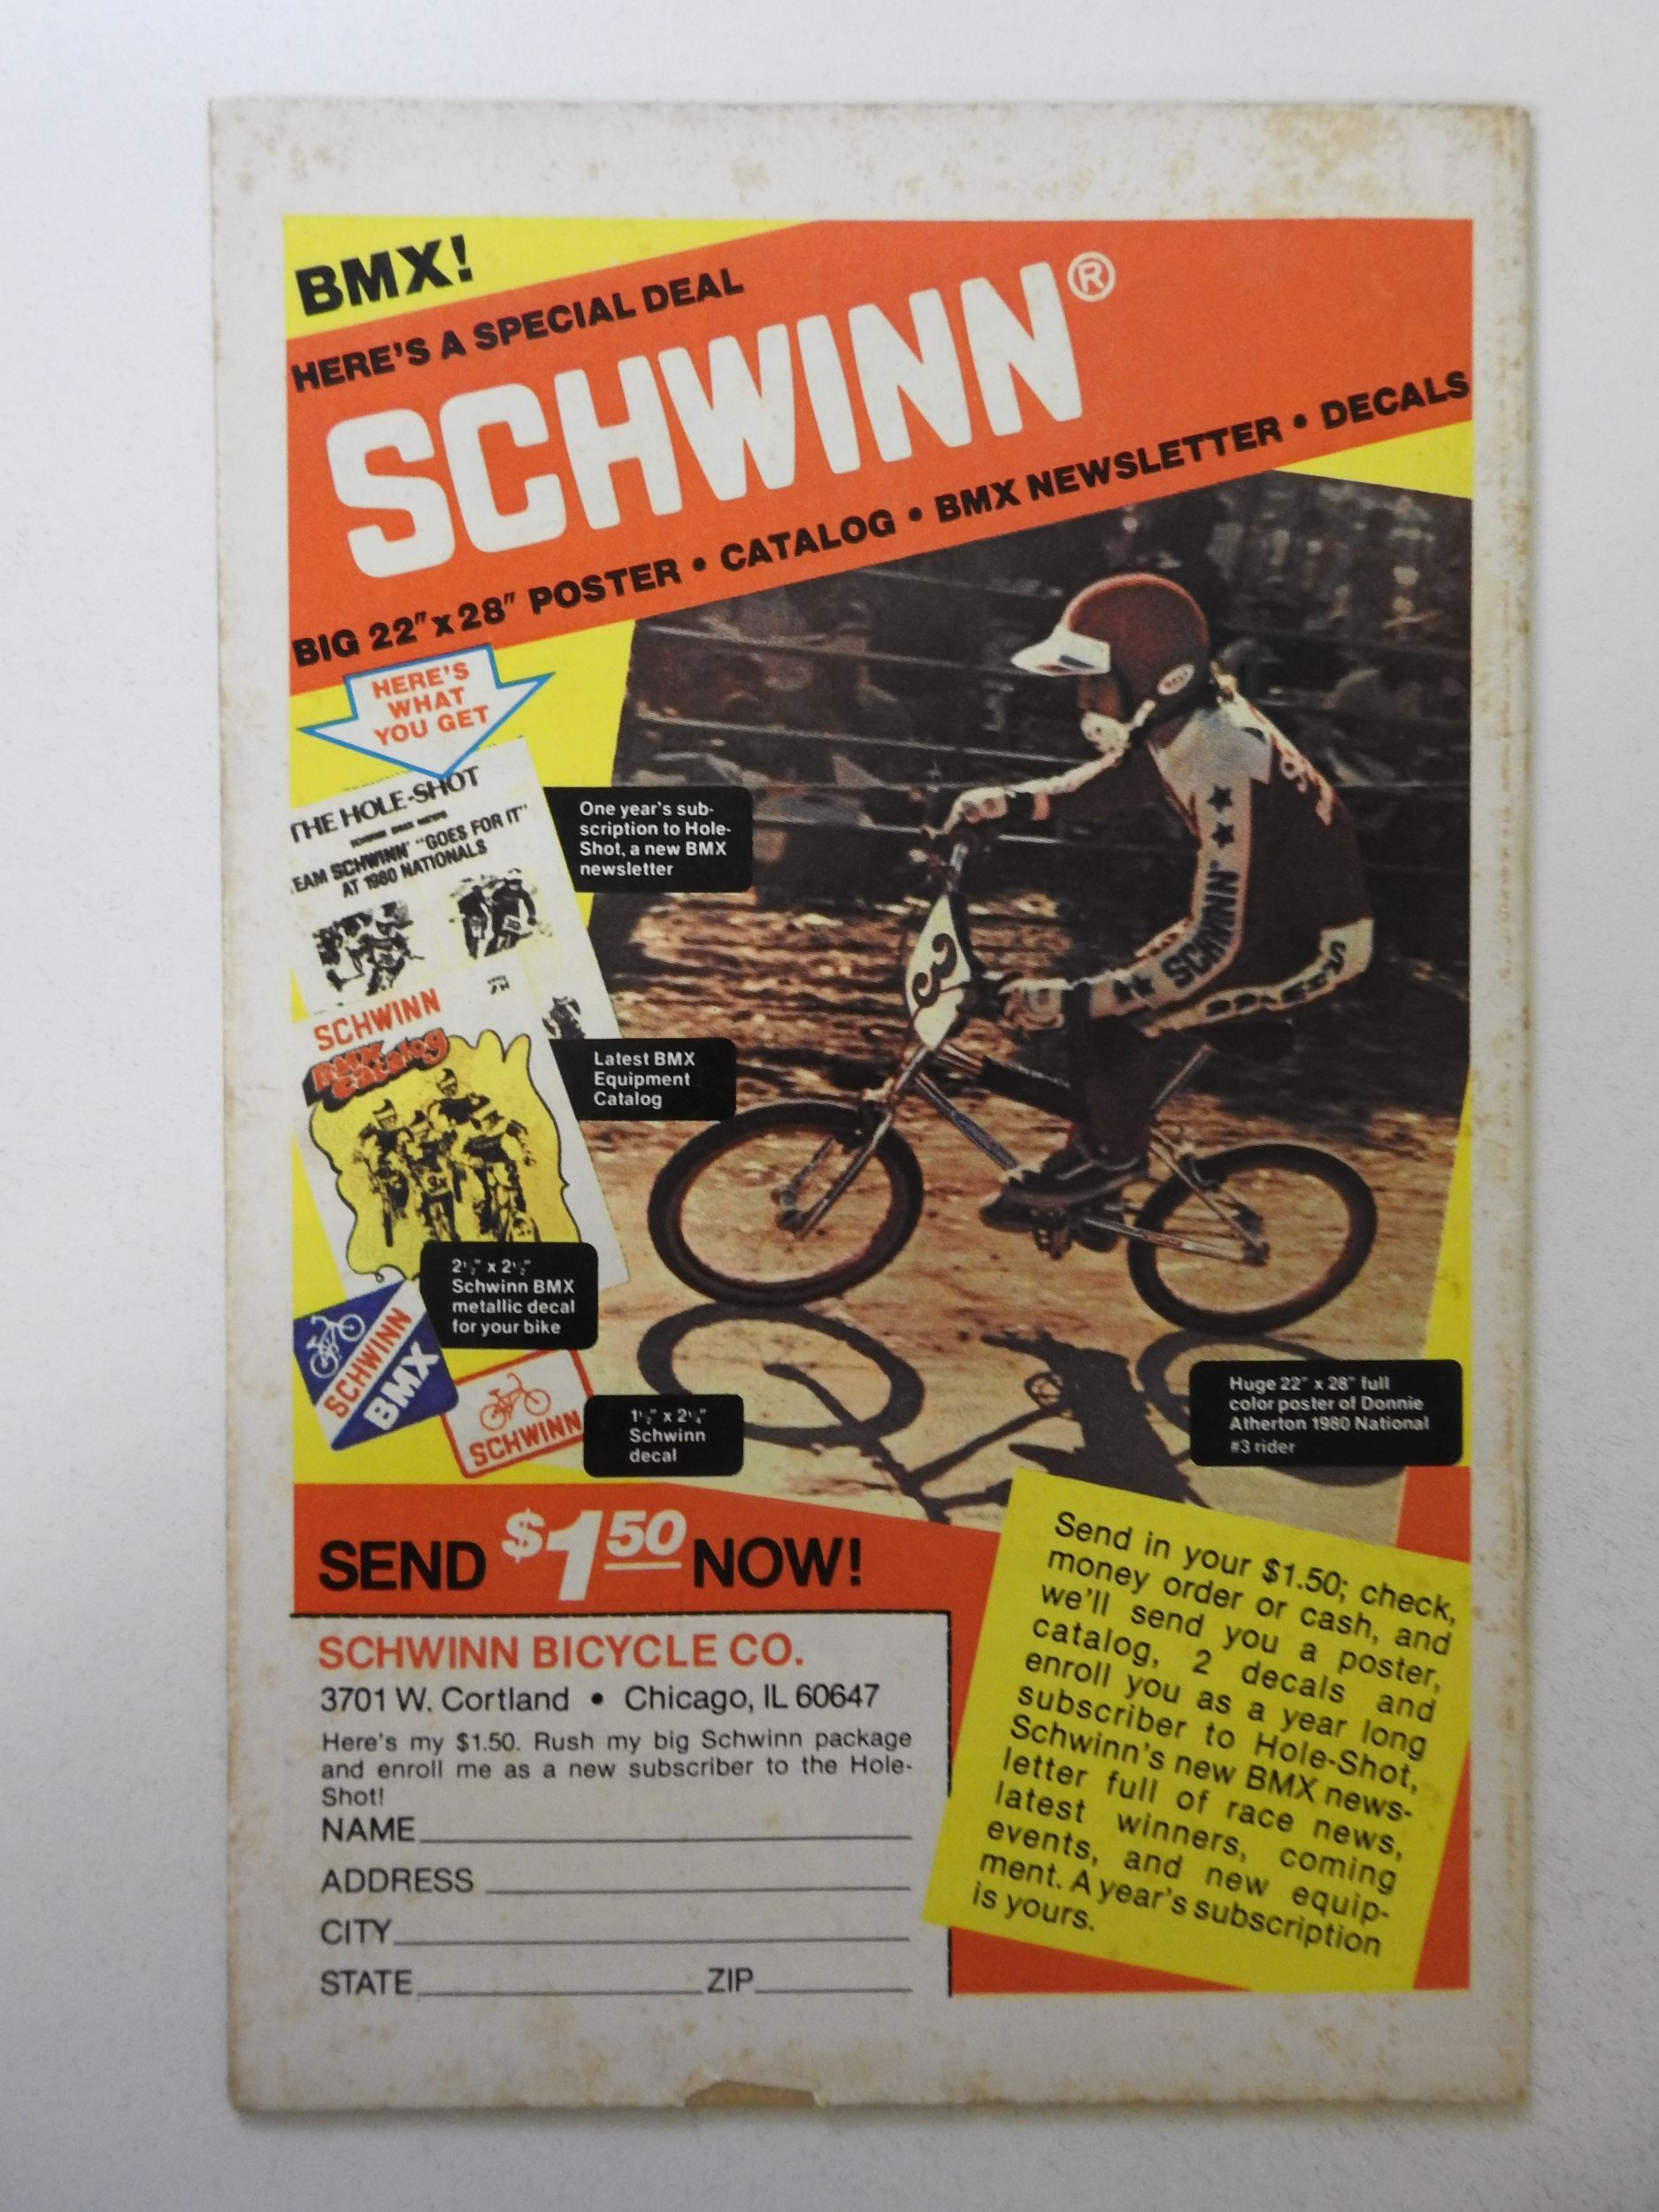 BMX!
HERE'S A SPECIAL DEAL
SCHWINN®
BIG 22" x 28" POSTER • CATALOG • BMX NEWSLETTER • DECALS
HERE'S
WHAT
YOU GET
THE HOLE-SHOT
SCHWINN BMX NEWS
EAM SCHWINN "GOES FOR IT"
AT 1980 NATIONALS
One year's sub-
scription to Hole-
Shot, a new BMX
newsletter
SCHWINN
BMX
Catalog
Latest BMX
Equipment
Catalog
BELL
SCHWINN
3
2½" x 2½"
Schwinn BMX
metallic decal
for your bike
SCHWINN
BMX
SCHWINN
1½" x 2¼"
Schwinn
decal
Huge 22" x 28" full
color poster of Donnie
Atherton 1980 National
#3 rider
SEND $1.50 NOW!
SCHWINN BICYCLE CO.
3701 W. Cortland • Chicago, IL 60647
Here's my $1.50. Rush my big Schwinn package
and enroll me as a new subscriber to the Hole-
Shot!
NAME
ADDRESS
CITY
STATE ZIP
Send in your $1.50; check,
money order or cash, and
we'll send you a poster,
catalog, 2 decals and
enroll you as a year long
subscriber to Hole-Shot,
Schwinn's new BMX news-
letter full of race news,
latest winners, coming
events, and new equip-
ment. A year's subscription
is yours.